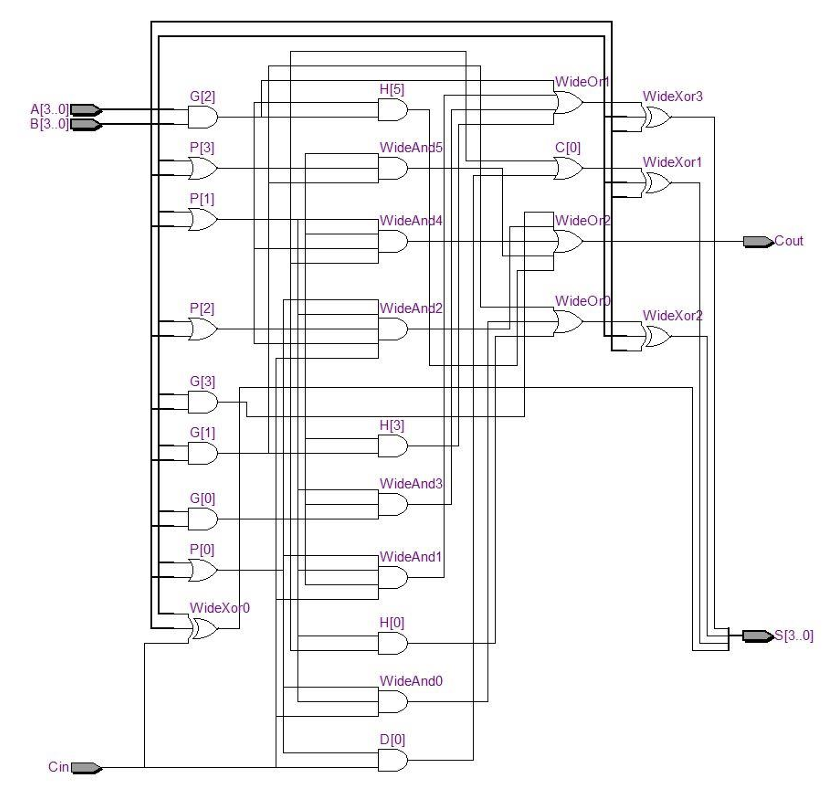 WideOr1
H[5]
G[2]
WideXor3
A[3..0]
B[3..0]
P[3]
WideAnd5
C[0]
WideXor1
P[1]
WideAnd4
WideOr2
Cout
P[2]
WideAnd2
WideOr0
WideXor2
G[3]
H[3]
G[1]
WideAnd3
G[0]
P[0]
WideAnd1
WideXor0
H[0]
S[3..0]
WideAnd0
D[0]
Cin